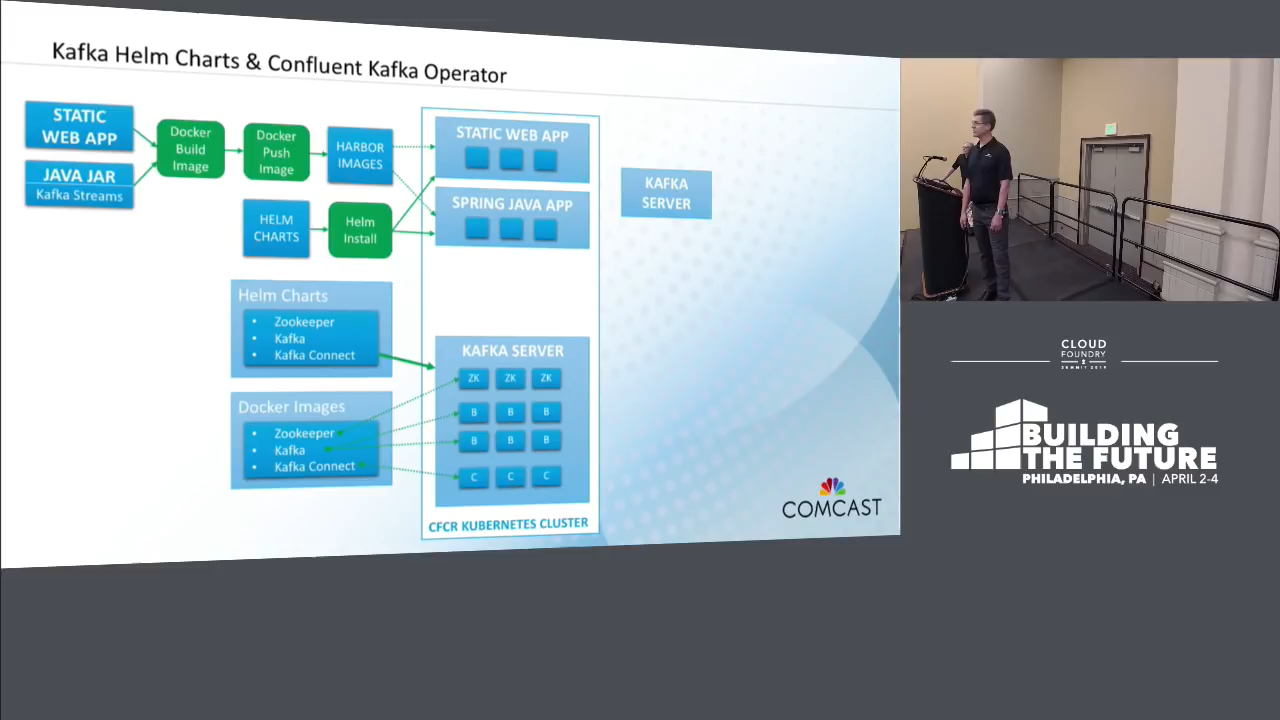 Kafka Helm Charts & Confluent Kafka Operator
STATIC
WEB APP
JAVA JAR
Kafka Streams
Docker
Build
Image
Docker
Push
Image
HARBOR
IMAGES
HELM
CHARTS
Helm
Install
STATIC WEB APP
SPRING JAVA APP
KAFKA
SERVER
Helm Charts
• Zookeeper
• Kafka
• Kafka Connect
Docker Images
• Zookeeper
• Kafka
• Kafka Connect
KAFKA SERVER
ZK ZK ZK
B B B
B B B
C C C
CFCR KUBERNETES CLUSTER
COMCAST
CLOUD
FOUNDRY
SUMMIT 2019
BUILDING
THE FUTURE
PHILADELPHIA, PA | APRIL 2-4